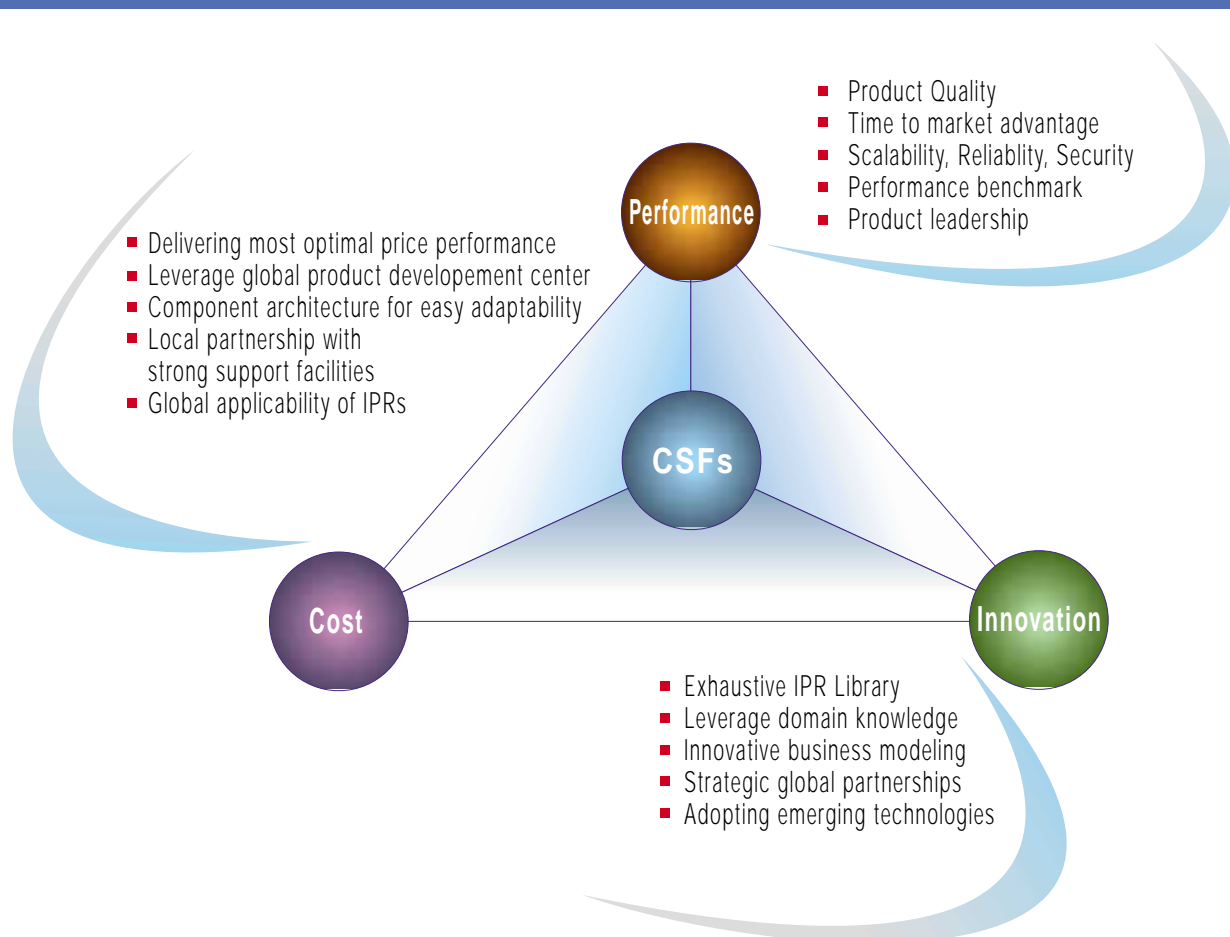 Product Quality
Time to market advantage
Scalability, Reliablity, Security
Performance benchmark
Product leadership
Performance
Delivering most optimal price performance
Leverage global product developement center
Component architecture for easy adaptability
Local partnership with
strong support facilities
Global applicability of IPRs
CSFs
Cost
Innovation
Exhaustive IPR Library
Leverage domain knowledge
Innovative business modeling
Strategic global partnerships
Adopting emerging technologies